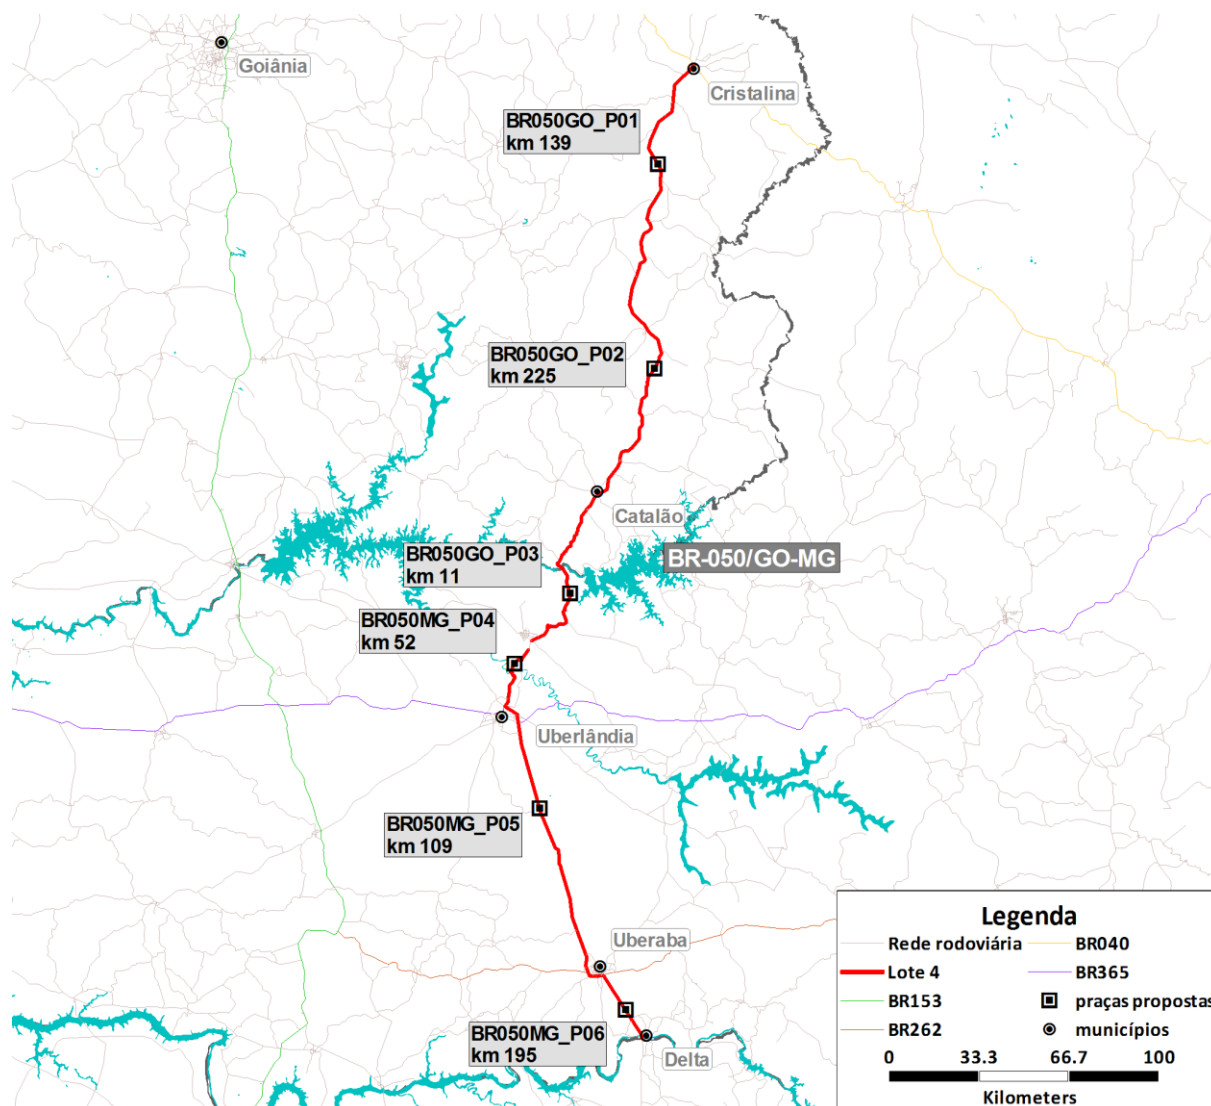 Goiânia
Cristalina
BR050GO_P01
km 139
BR050GO_P02
km 225
Catalão
BR050GO_P03
km 11
BR-050/GO-MG
BR050MG_P04
km 52
Uberlândia
BR050MG_P05
km 109
Uberaba
BR050MG_P06
km 195
Delta
Legenda
Rede rodoviária
BR040
Lote 4
BR365
BR153
praças propostas
BR262
municípios
0 33.3 66.7 100
Kilometers